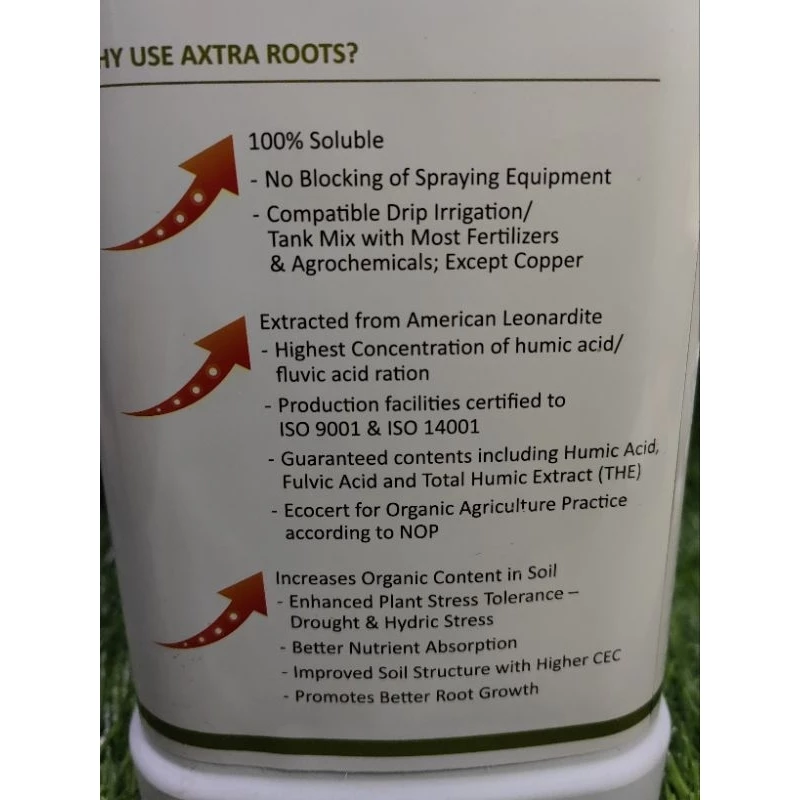 HY USE AXTRA ROOTS?
100% Soluble
- No Blocking of Spraying Equipment
- Compatible Drip Irrigation/
Tank Mix with Most Fertilizers
& Agrochemicals; Except Copper
Extracted from American Leonardite
- Highest Concentration of humic acid/
fluvic acid ration
- Production facilities certified to
ISO 9001 & ISO 14001
- Guaranteed contents including Humic Acid,
Fulvic Acid and Total Humic Extract (THE)
- Ecocert for Organic Agriculture Practice
according to NOP
Increases Organic Content in Soil
- Enhanced Plant Stress Tolerance –
Drought & Hydric Stress
- Better Nutrient Absorption
- Improved Soil Structure with Higher CEC
- Promotes Better Root Growth